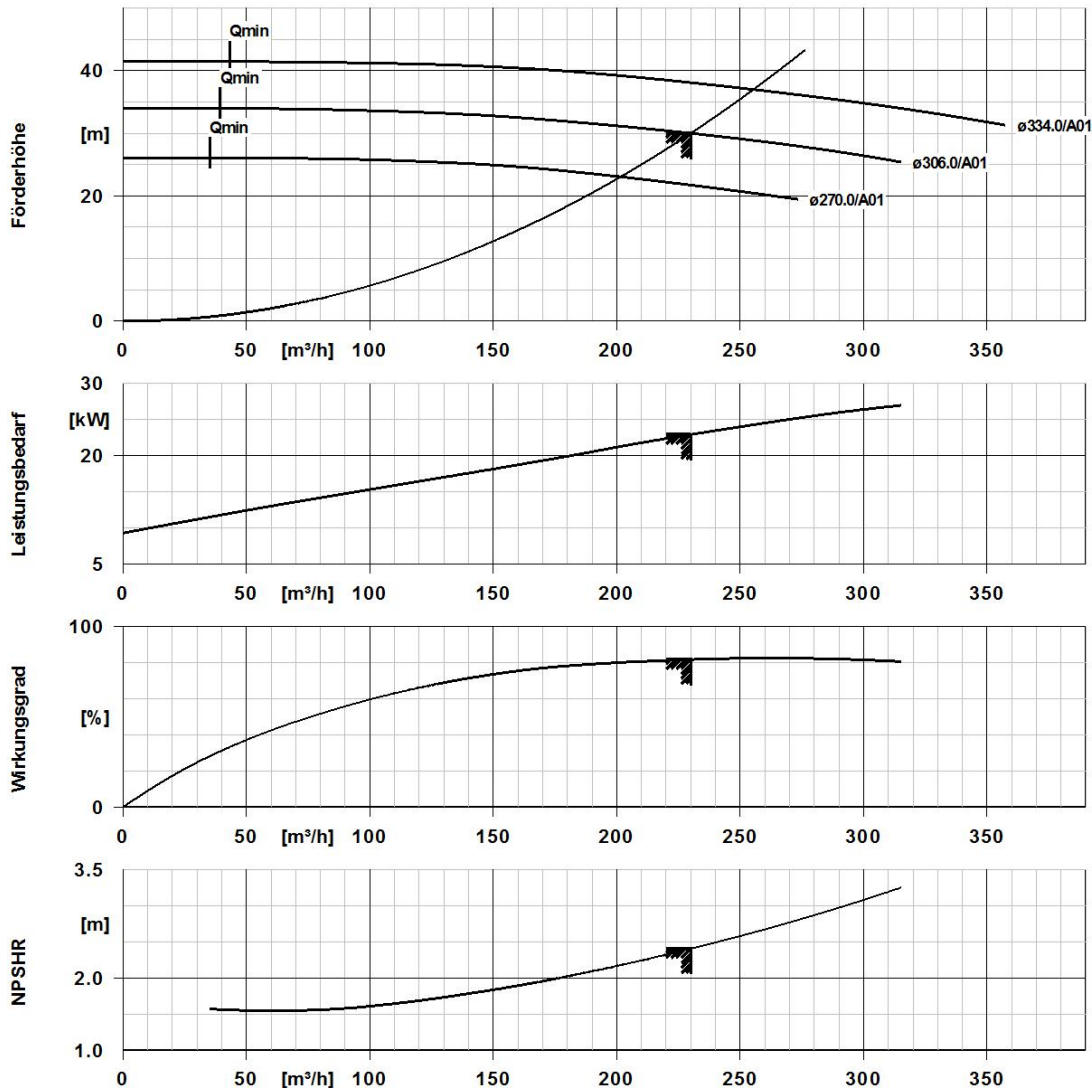 Qmin
40
Qmin
[m]
Qmin
ø334.0/A01
ø306.0/A01
20
ø270.0/A01
Förderhöhe
0
0 50 [m³/h] 100 150 200 250 300 350
30
[kW]
20
Leistungsbedarf
5
0 50 [m³/h] 100 150 200 250 300 350
100
[%]
Wirkungsgrad
0
0 50 [m³/h] 100 150 200 250 300 350
3.5
[m]
2.0
NPSHR
1.0
0 50 [m³/h] 100 150 200 250 300 350